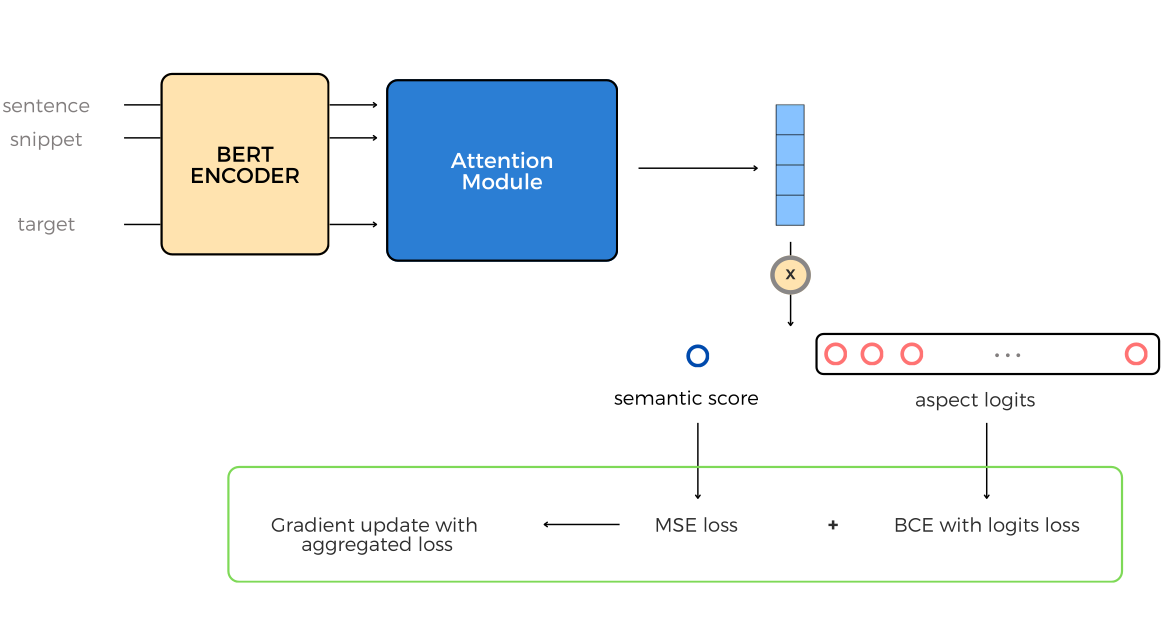 sentence
snippet
target
BERT
ENCODER
Attention
Module
x
...
semantic score
aspect logits
Gradient update with
aggregated loss
MSE loss
+
BCE with logits loss